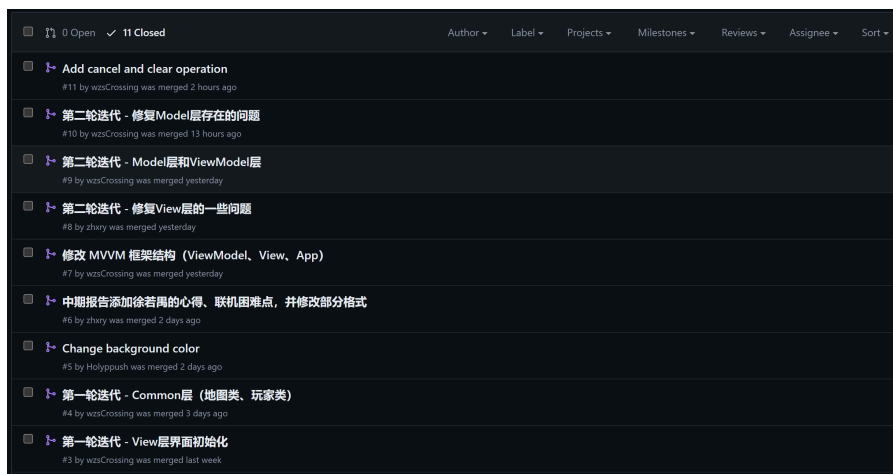 0 Open 11 Closed Author Label Projects Milestones Reviews Assignee Sort
Add cancel and clear operation
#11 by wzsCrossing was merged 2 hours ago
第二轮迭代 - 修复Model层存在的问题
#10 by wzsCrossing was merged 13 hours ago
第二轮迭代 - Model层和ViewModel层
#9 by wzsCrossing was merged yesterday
第二轮迭代 - 修复View层的一些问题
#8 by zhxry was merged yesterday
修改 MVVM 框架结构（ViewModel、View、App）
#7 by wzsCrossing was merged yesterday
中期报告添加徐若禺的心得、联机困难点，并修改部分格式
#6 by zhxry was merged 2 days ago
Change background color
#5 by Holyppush was merged 2 days ago
第一轮迭代 - Common层（地图类、玩家类）
#4 by wzsCrossing was merged 3 days ago
第一轮迭代 - View层界面初始化
#3 by wzsCrossing was merged last week